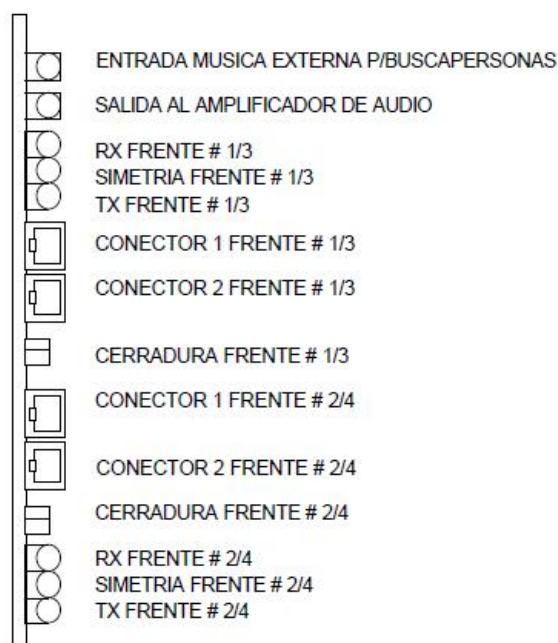 ENTRADA MUSICA EXTERNA P/BUSCAPERSONAS
SALIDA AL AMPLIFICADOR DE AUDIO
RX FRENTE # 1/3
SIMETRIA FRENTE # 1/3
TX FRENTE # 1/3
CONECTOR 1 FRENTE # 1/3
CONECTOR 2 FRENTE # 1/3
CERRADURA FRENTE # 1/3
CONECTOR 1 FRENTE # 2/4
CONECTOR 2 FRENTE # 2/4
CERRADURA FRENTE # 2/4
RX FRENTE # 2/4
SIMETRIA FRENTE # 2/4
TX FRENTE # 2/4